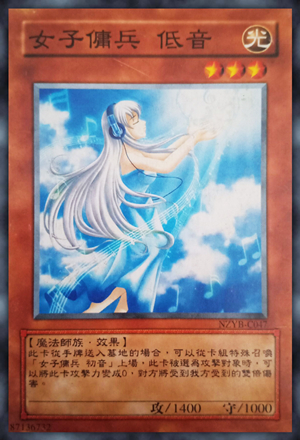 女子傭兵 低音
光
NZYB-C047
【魔法師族・效果】
此卡從手牌送入墓地的場合，可以從卡組特殊召喚
「女子傭兵 初音」上場，此卡被選為攻擊對象時，可
以將此卡攻擊力變成0，對方將受到我方受到的雙倍傷
害。
攻/1400 守/1000
87136752